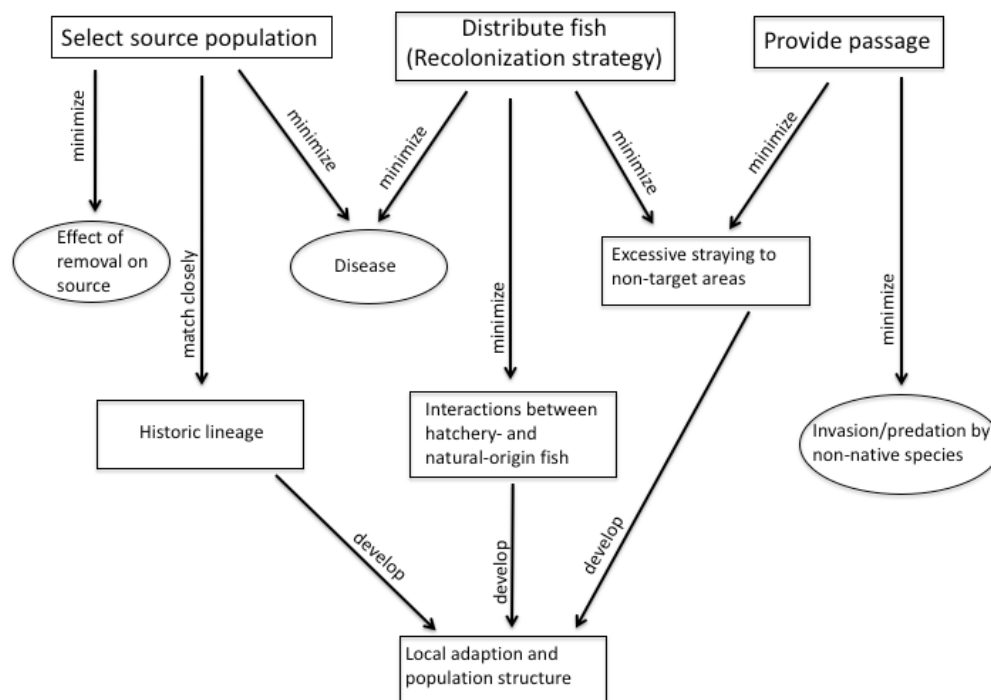 Select source population
Distribute fish
(Recolonization strategy)
Provide passage
minimize
match closely
minimize
minimize
minimize
minimize
minimize
minimize
Effect of
removal on
source
Disease
Excessive straying to
non-target areas
Historic lineage
Interactions between
hatchery- and
natural-origin fish
Invasion/predation by
non-native species
develop
develop
develop
Local adaption and
population structure